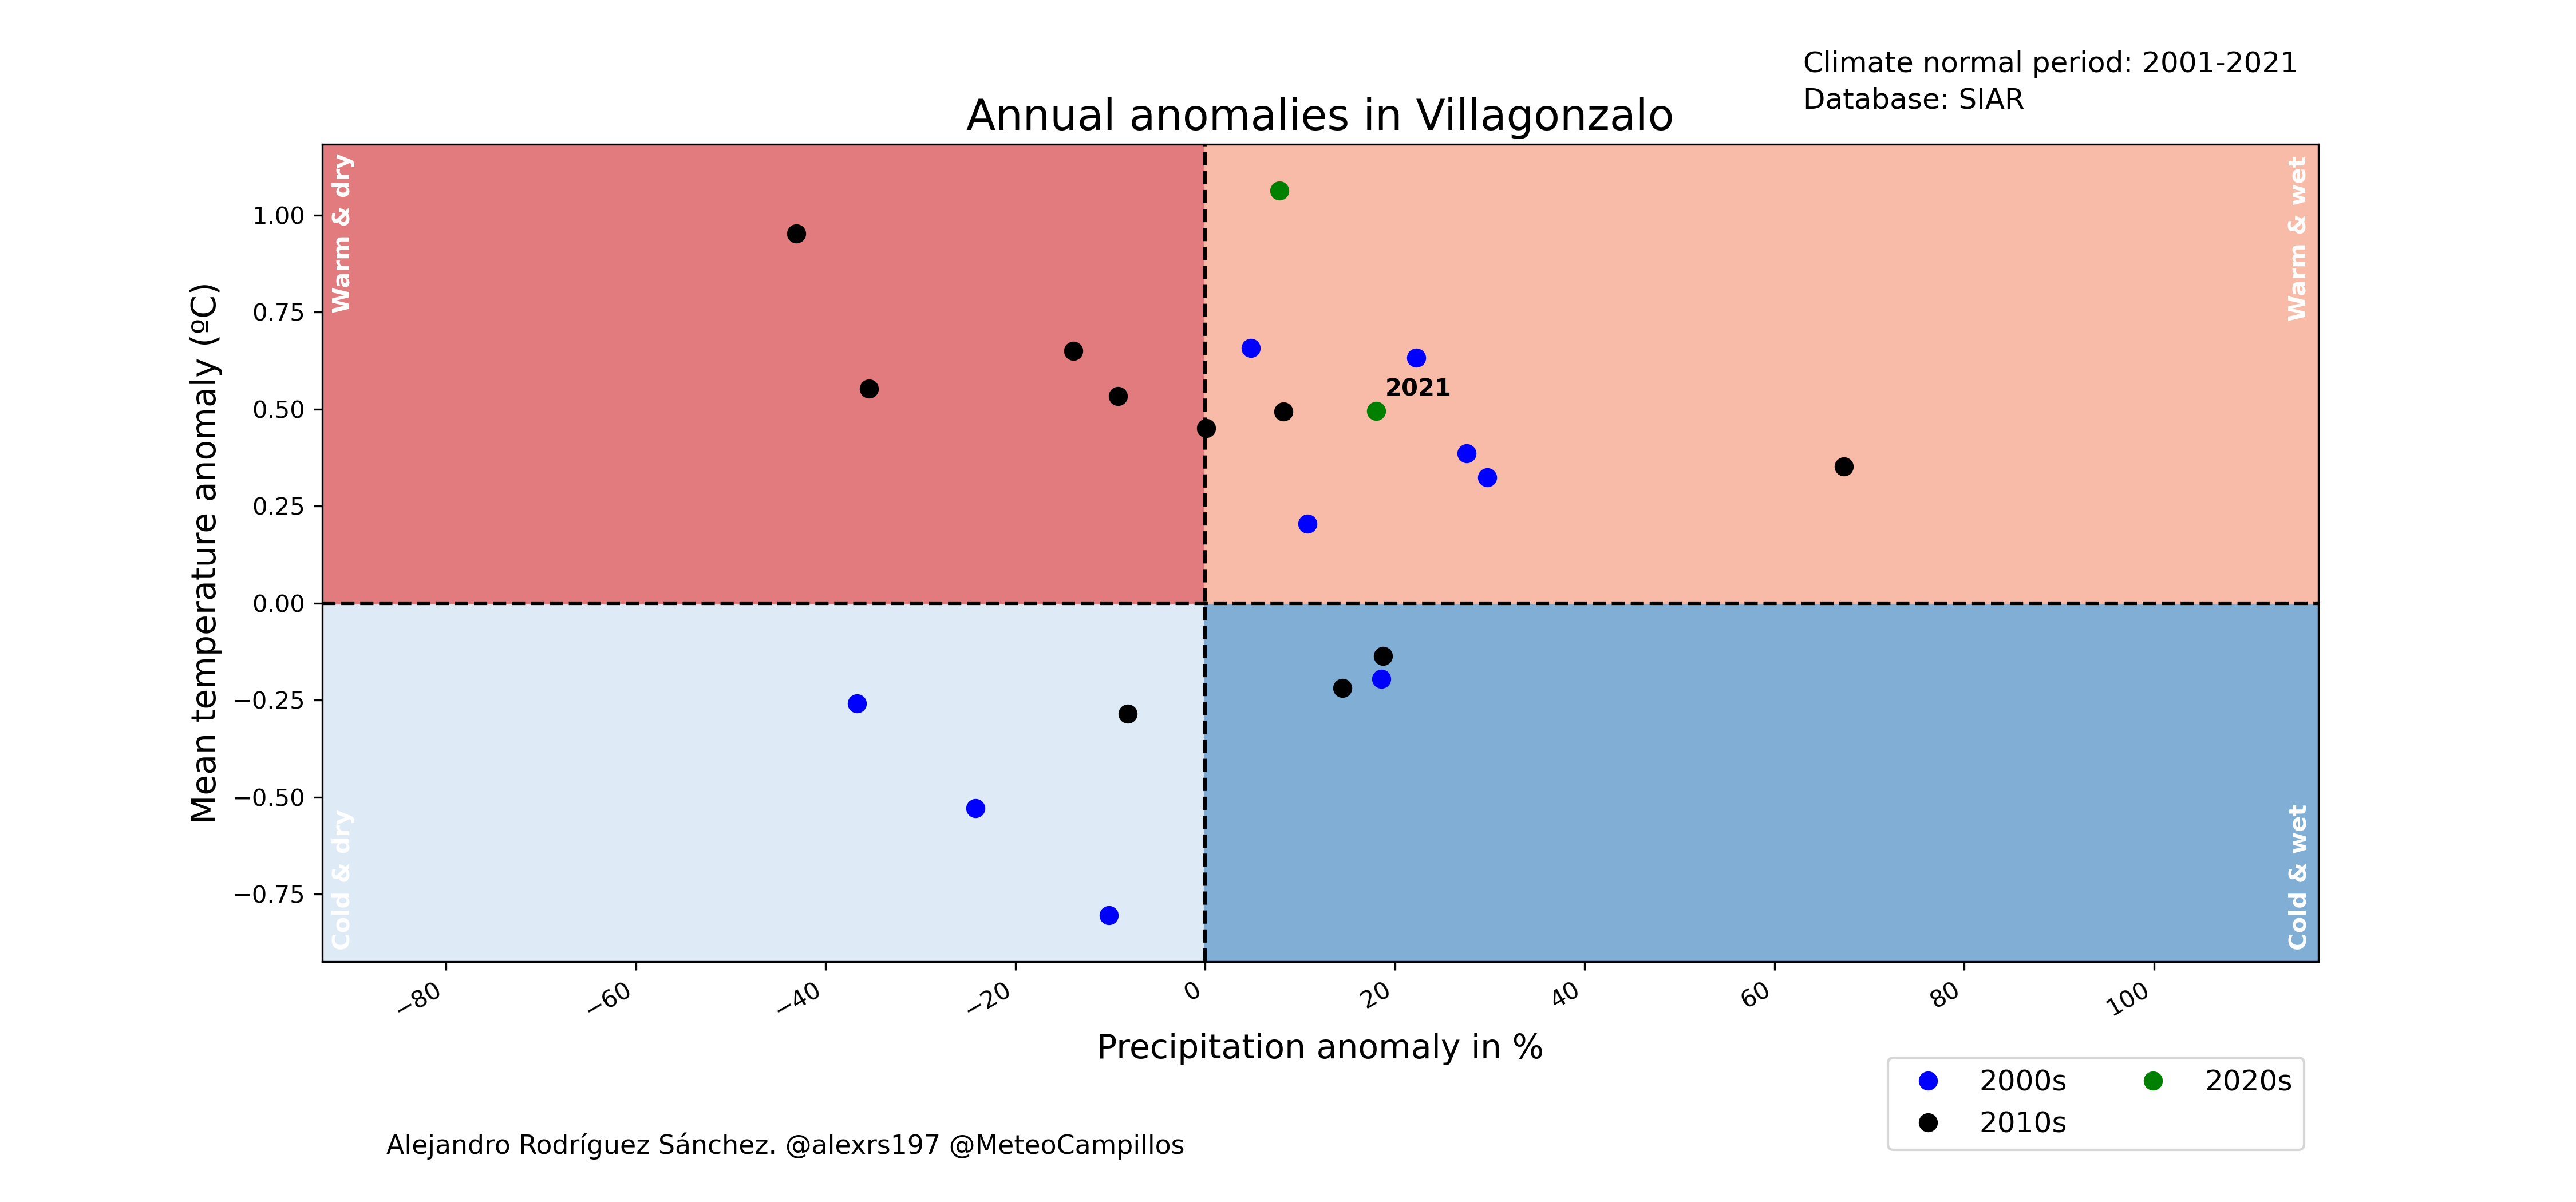 Climate normal period: 2001-2021
Database: SIAR
Annual anomalies in Villagonzalo
Warm & dry
Warm & wet
Cold & dry
Cold & wet
2021
Mean temperature anomaly (ºC)
1.00
0.75
0.50
0.25
0.00
−0.25
−0.50
−0.75
−80
−60
−40
−20
0
20
40
60
80
100
Precipitation anomaly in %
2000s
2010s
2020s
Alejandro Rodríguez Sánchez. @alexrs197 @MeteoCampillos